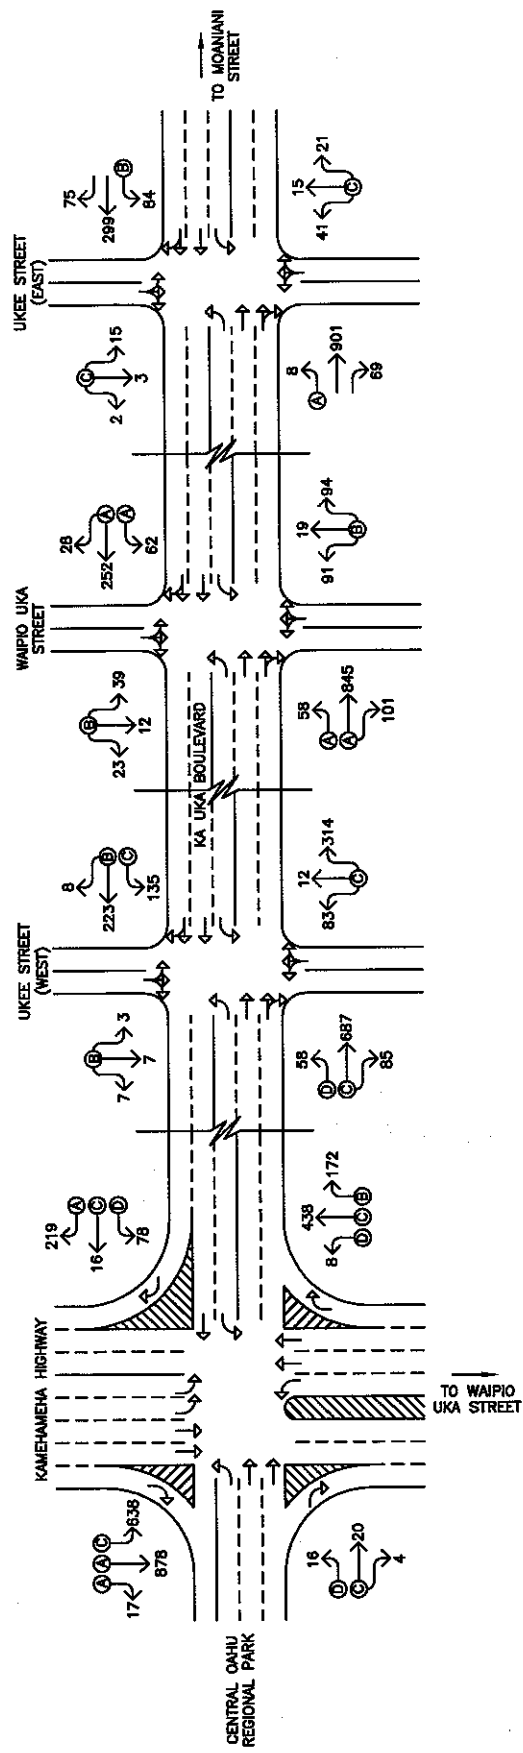 KAMEHAMEHA HIGHWAY
UKEE STREET
(WEST)
WAIPIO UKA
STREET
UKEE STREET
(EAST)
TO MOANIANI
STREET
17
878
638
A A C
219
16
78
A
C
D
7
7
3
B
8
223
135
B
C
23
12
39
B
28
252
62
A
A
2
3
15
C
75
299
84
B
KA UKA BOULEVARD
CENTRAL OAHU
REGIONAL PARK
16
20
4
D
C
TO WAIPIO
UKA STREET
8
438
172
D C B
58
687
85
D
C
83
12
314
C
58
845
101
A
A
91
19
94
B
8
901
69
A
41
15
21
C